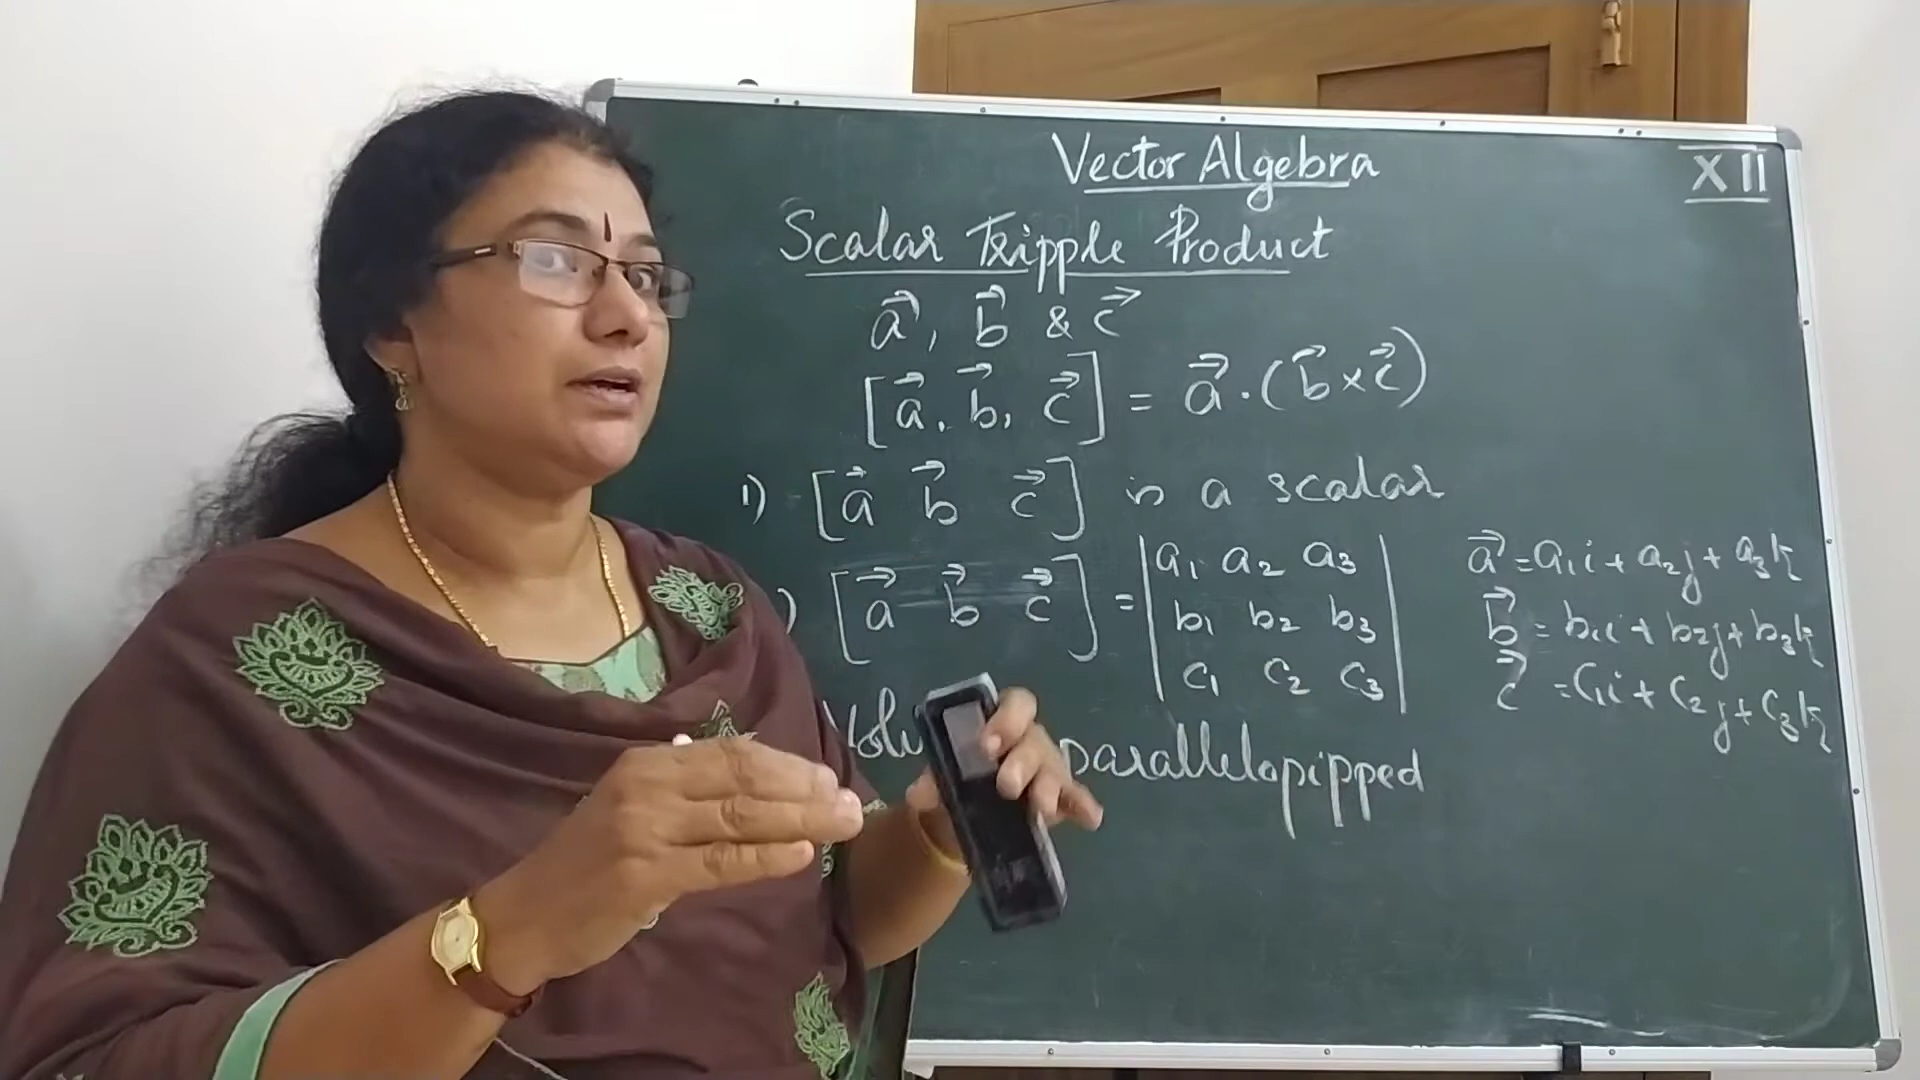 Vector Algebra
XII
Scalar Tripple Product
a⃗, b⃗ & c⃗
[a⃗, b⃗, c⃗] = a⃗ · (b⃗ × c⃗)
1) [a⃗ b⃗ c⃗] is a scalar
) [a⃗ b⃗ c⃗] = | a₁ a₂ a₃
b₁ b₂ b₃
c₁ c₂ c₃ |
a⃗ = a₁i + a₂j + a₃k
b⃗ = b₁i + b₂j + b₃k
c⃗ = c₁i + c₂j + c₃k
parallelopipped